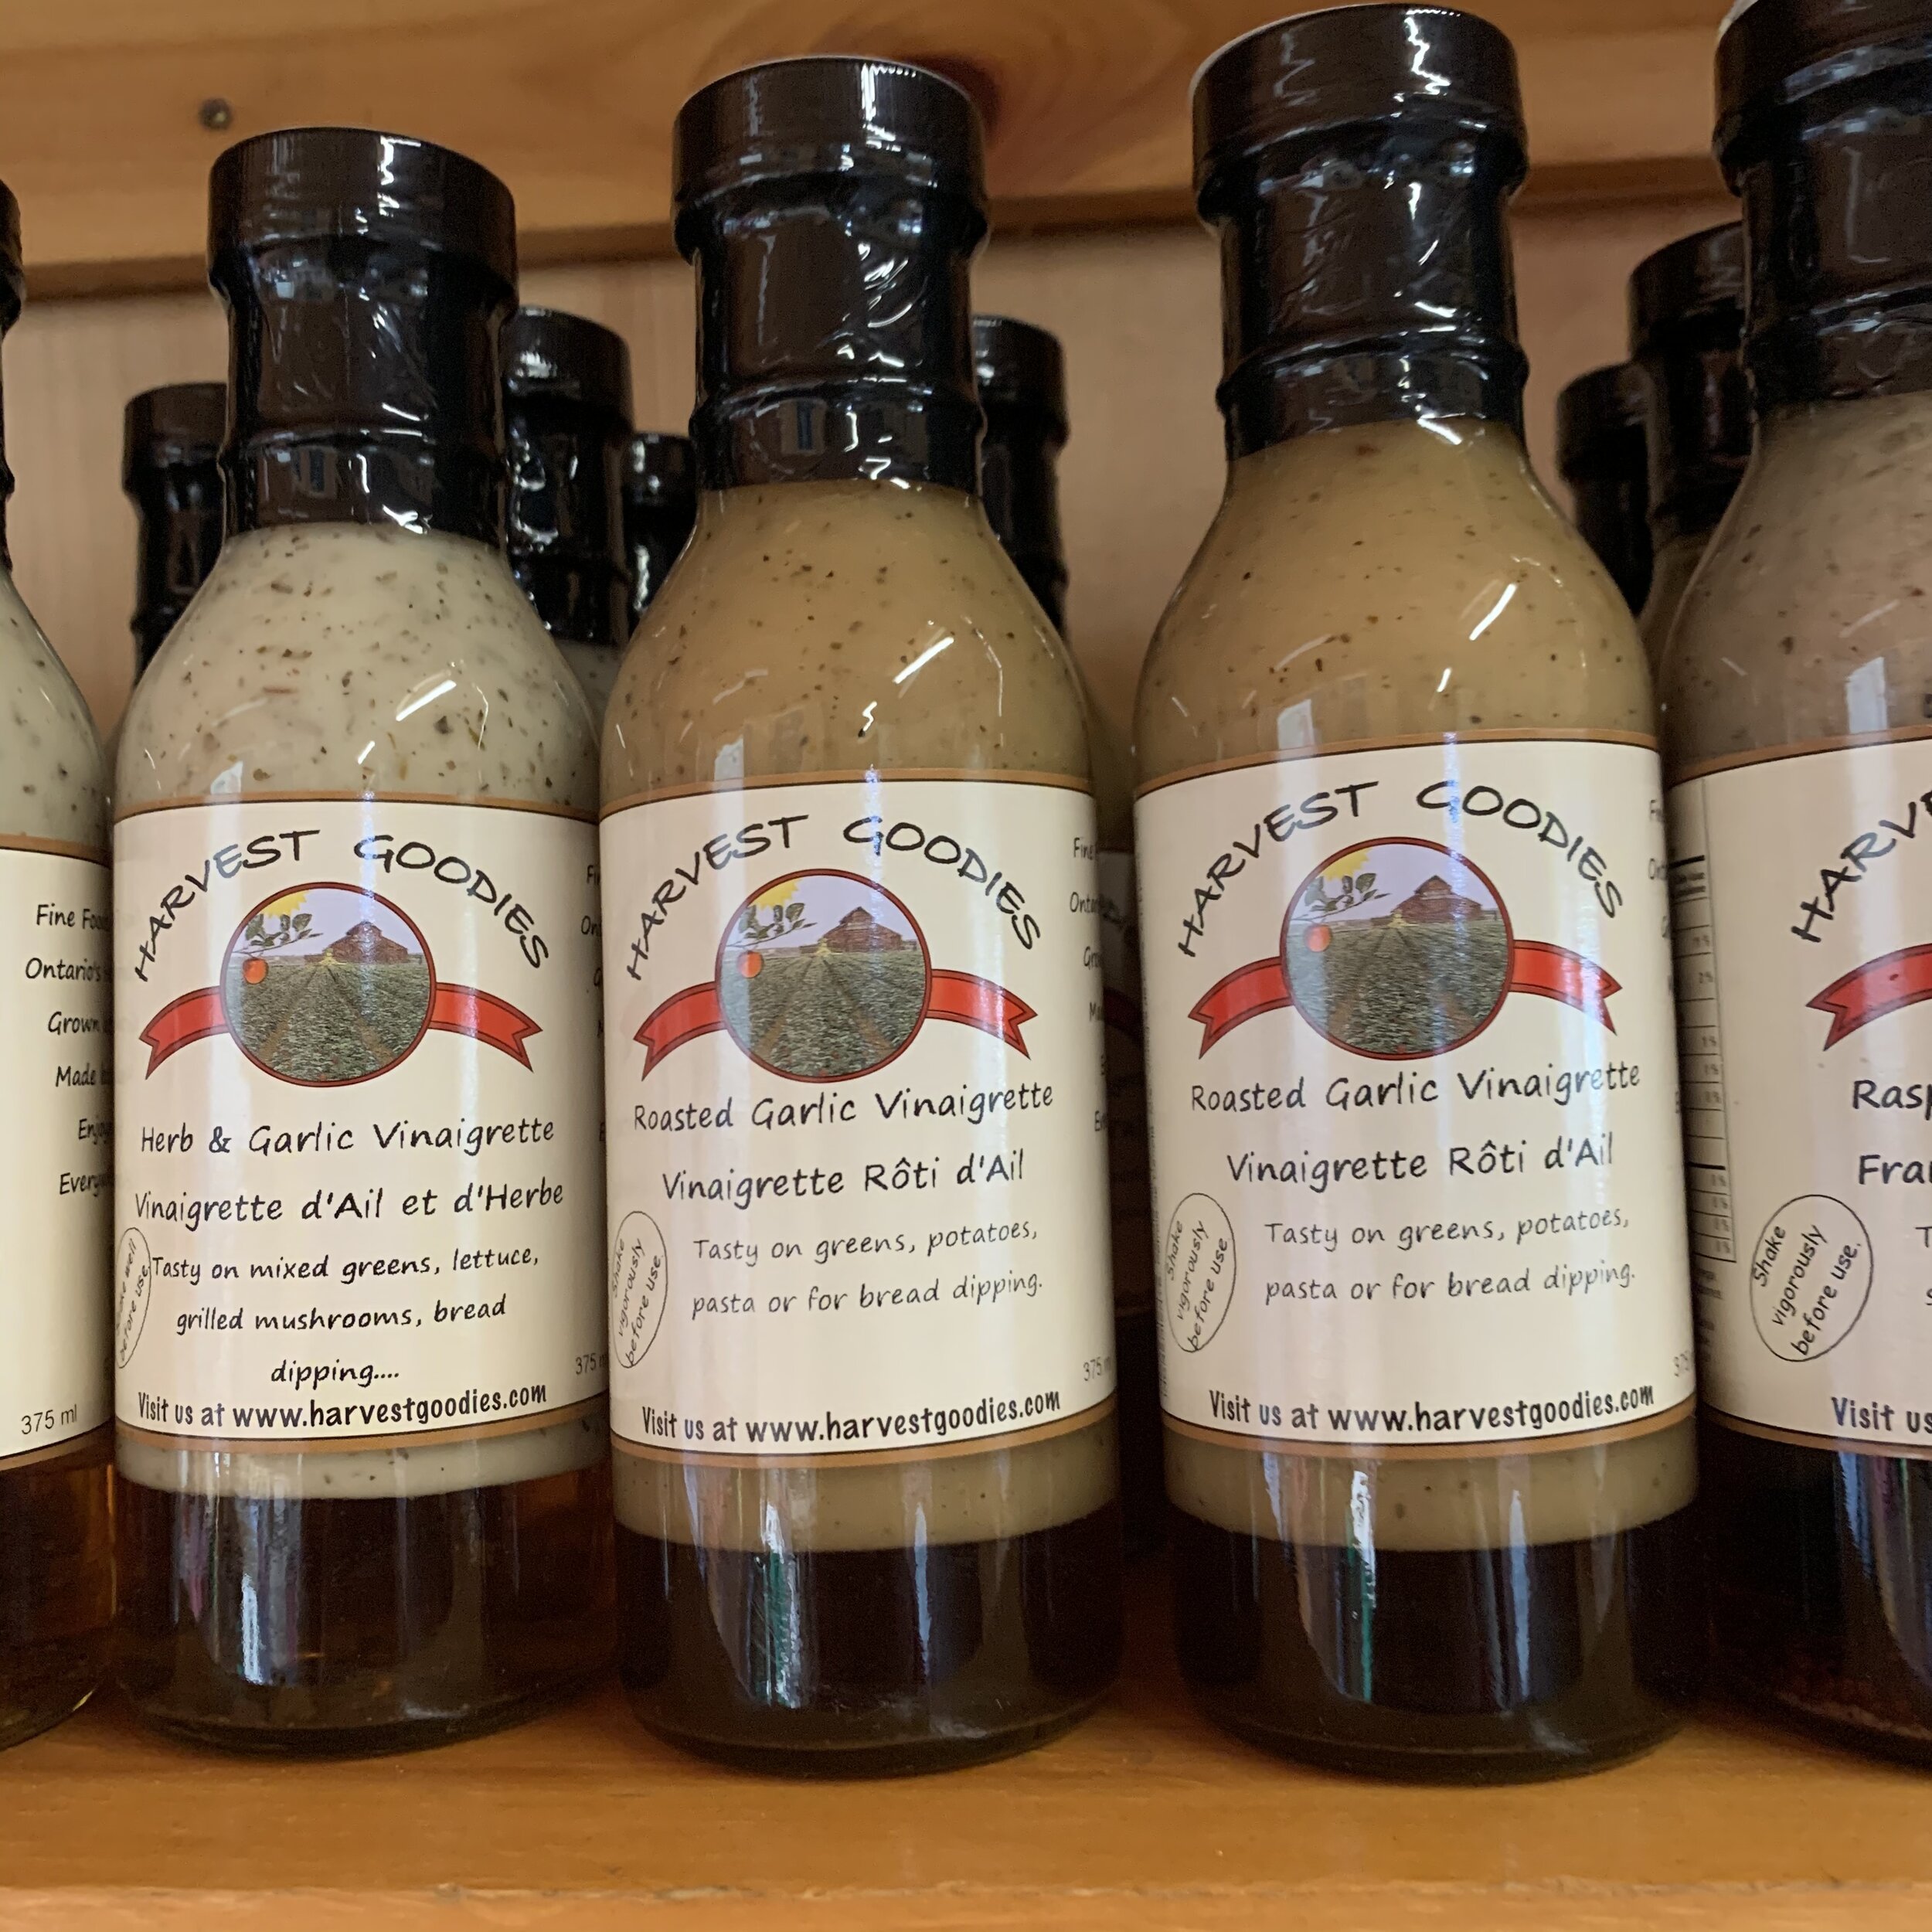 Fine
Ontario's
Grown
Made
Enjoy
375 ml
HARVEST GOODIES
Herb & Garlic Vinaigrette
Vinaigrette d'Ail et d'Herbe
Tasty on mixed greens, lettuce,
grilled mushrooms, bread
dipping....
before use
Visit us at www.harvestgoodies.com
375
HARVEST GOODIES
Roasted Garlic Vinaigrette
Vinaigrette Rôti d'Ail
Shake
vigorously
before use.
Tasty on greens, potatoes,
pasta or for bread dipping.
375
Visit us at www.harvestgoodies.com
HARVEST GOODIES
Roasted Garlic Vinaigrette
Vinaigrette Rôti d'Ail
Shake
vigorously
before use.
Tasty on greens, potatoes,
pasta or for bread dipping.
Visit us at www.harvestgoodies.com
Shake
vigorously
before use.
Visit us